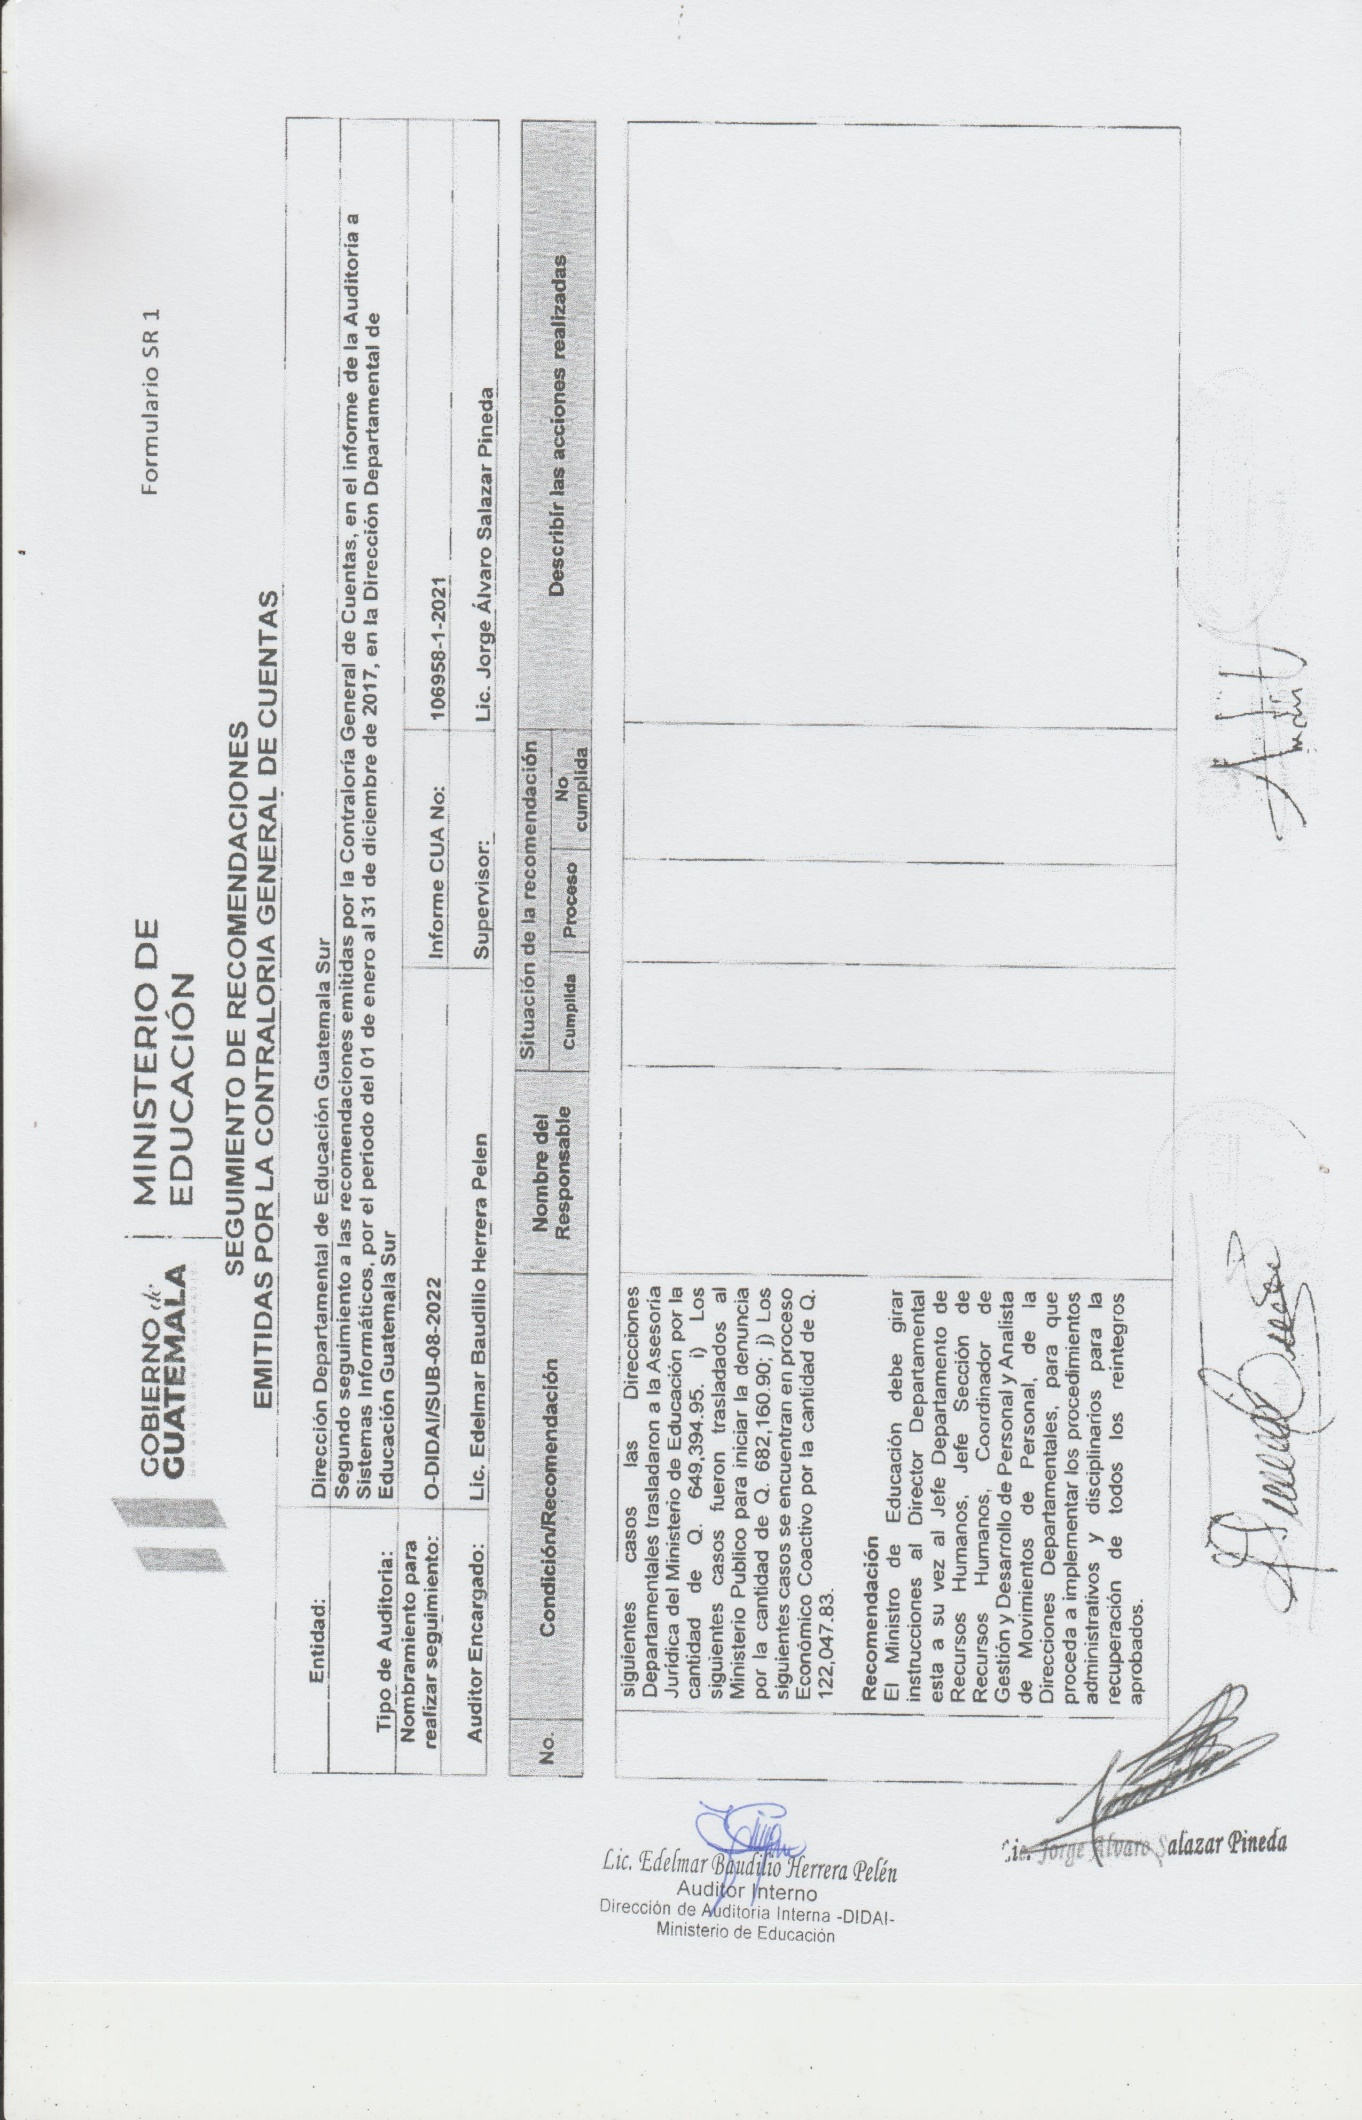 GOBIERNO de
GUATEMALA
MINISTERIO DE
EDUCACIÓN
Formulario SR 1
SEGUIMIENTO DE RECOMENDACIONES
EMITIDAS POR LA CONTRALORIA GENERAL DE CUENTAS
Entidad: Dirección Departamental de Educación Guatemala Sur
Tipo de Auditoria: Segundo seguimiento a las recomendaciones emitidas por la Contraloría General de Cuentas, en el informe de la Auditoría a
Sistemas Informáticos, por el periodo del 01 de enero al 31 de diciembre de 2017, en la Dirección Departamental de
Educación Guatemala Sur
Nombramiento para
realizar seguimiento: O-DIDAI/SUB-08-2022 Informe CUA No: 106958-1-2021
Auditor Encargado: Lic. Edelmar Baudilio Herrera Pelen Supervisor: Lic. Jorge Álvaro Salazar Pineda
No. Condición/Recomendación
Nombre del
Responsable
Situación de la recomendación
Cumplida Proceso No
cumplida
Describir las acciones realizadas
siguientes casos las Direcciones
Departamentales trasladaron a la Asesoría
Jurídica del Ministerio de Educación por la
cantidad de Q. 649,394.95. i) Los
siguientes casos fueron trasladados al
Ministerio Publico para iniciar la denuncia
por la cantidad de Q. 682,160.90; j) Los
siguientes casos se encuentran en proceso
Económico Coactivo por la cantidad de Q.
122,047.83.
Recomendación
El Ministro de Educación debe girar
instrucciones al Director Departamental
esta a su vez al Jefe Departamento de
Recursos Humanos, Jefe Sección de
Recursos Humanos, Coordinador de
Gestión y Desarrollo de Personal y Analista
de Movimientos de Personal, de la
Direcciones Departamentales, para que
proceda a implementar los procedimientos
administrativos y disciplinarios para la
recuperación de todos los reintegros
aprobados.
Lic. Edelmar Baudilio Herrera Pelén
Auditor Interno
Dirección de Auditoria Interna -DIDAI-
Ministerio de Educación
Lic. Jorge Alvaro Salazar Pineda